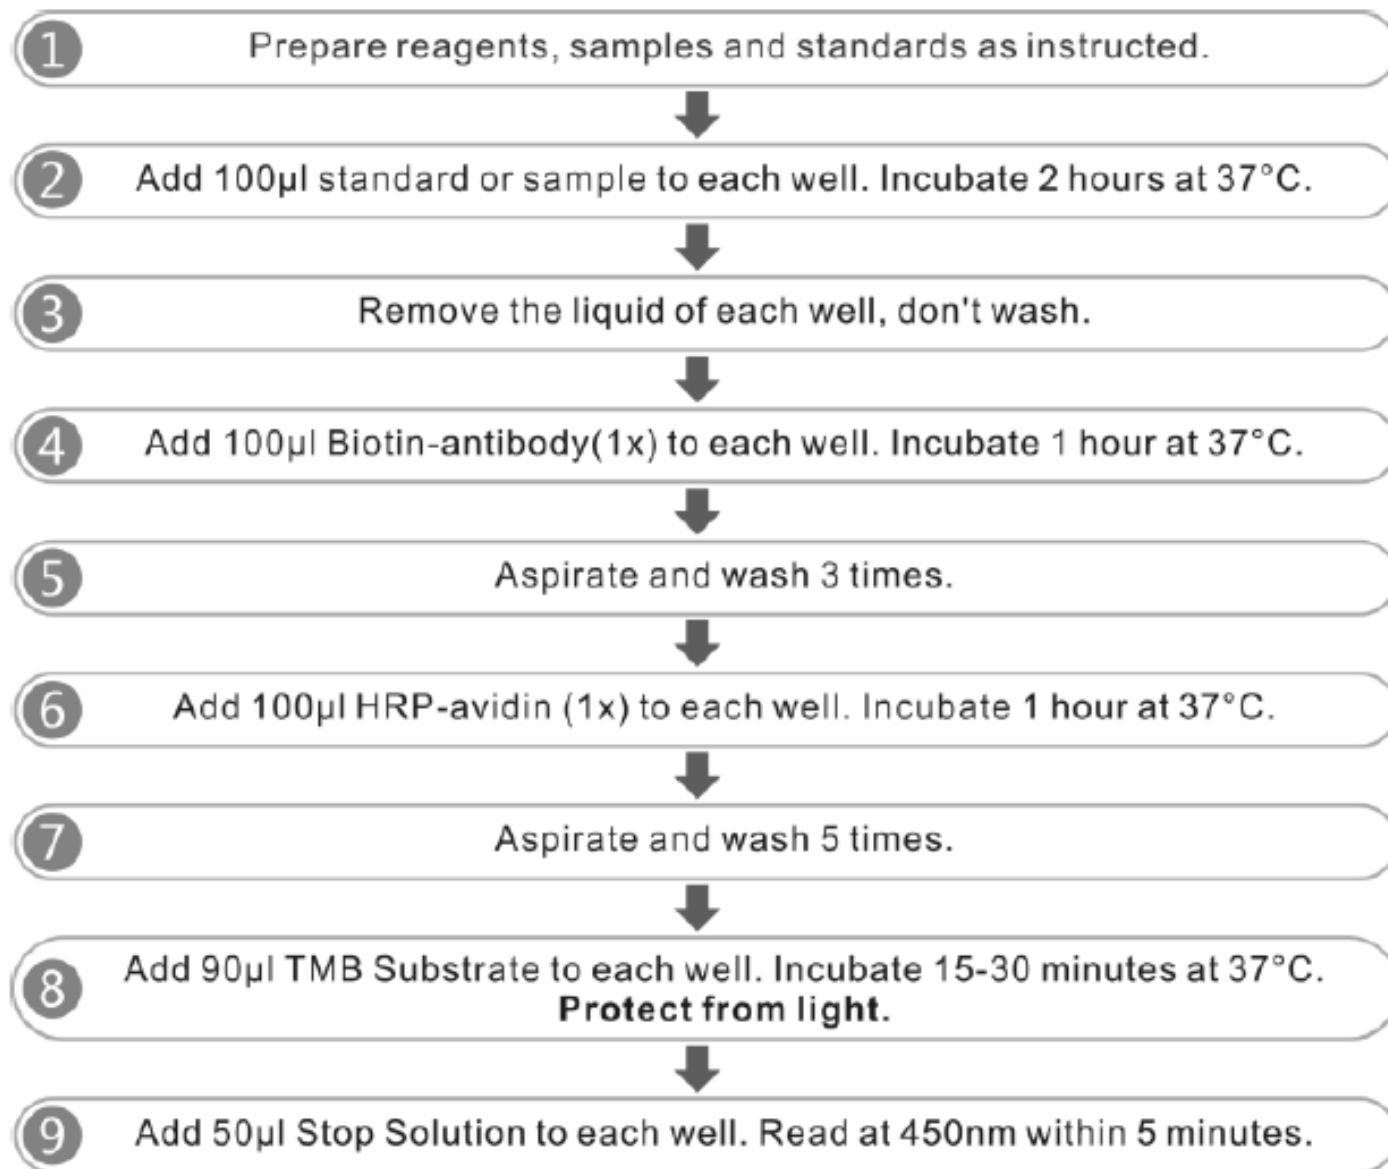 1 Prepare reagents, samples and standards as instructed.
2 Add 100µl standard or sample to each well. Incubate 2 hours at 37°C.
3 Remove the liquid of each well, don't wash.
4 Add 100µl Biotin-antibody(1x) to each well. Incubate 1 hour at 37°C.
5 Aspirate and wash 3 times.
6 Add 100µl HRP-avidin (1x) to each well. Incubate 1 hour at 37°C.
7 Aspirate and wash 5 times.
8 Add 90µl TMB Substrate to each well. Incubate 15-30 minutes at 37°C.
Protect from light.
9 Add 50µl Stop Solution to each well. Read at 450nm within 5 minutes.